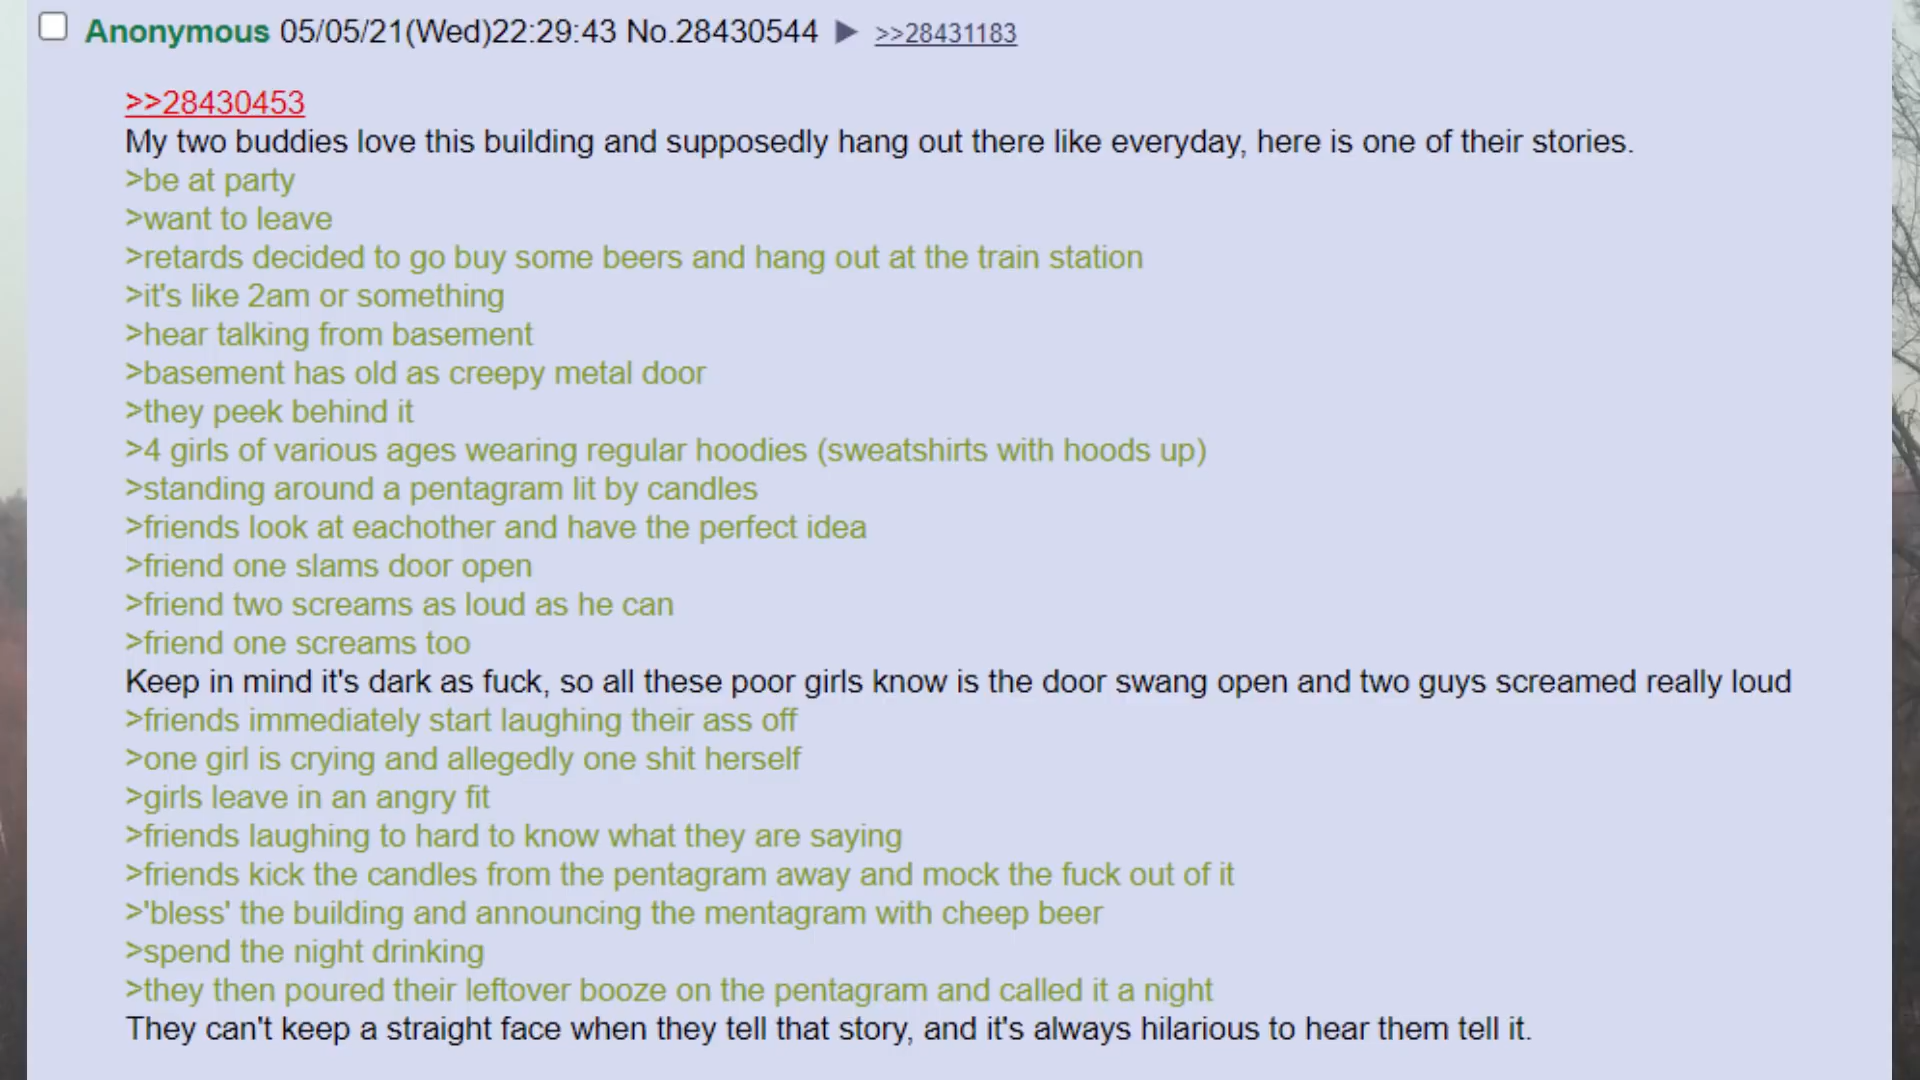 Anonymous 05/05/21(Wed)22:29:43 No.28430544 ▶ >>28431183
>>28430453
My two buddies love this building and supposedly hang out there like everyday, here is one of their stories.
>be at party
>want to leave
>retards decided to go buy some beers and hang out at the train station
>it's like 2am or something
>hear talking from basement
>basement has old as creepy metal door
>they peek behind it
>4 girls of various ages wearing regular hoodies (sweatshirts with hoods up)
>standing around a pentagram lit by candles
>friends look at eachother and have the perfect idea
>friend one slams door open
>friend two screams as loud as he can
>friend one screams too
Keep in mind it's dark as fuck, so all these poor girls know is the door swang open and two guys screamed really loud
>friends immediately start laughing their ass off
>one girl is crying and allegedly one shit herself
>girls leave in an angry fit
>friends laughing to hard to know what they are saying
>friends kick the candles from the pentagram away and mock the fuck out of it
>'bless' the building and announcing the mentagram with cheep beer
>spend the night drinking
>they then poured their leftover booze on the pentagram and called it a night
They can't keep a straight face when they tell that story, and it's always hilarious to hear them tell it.